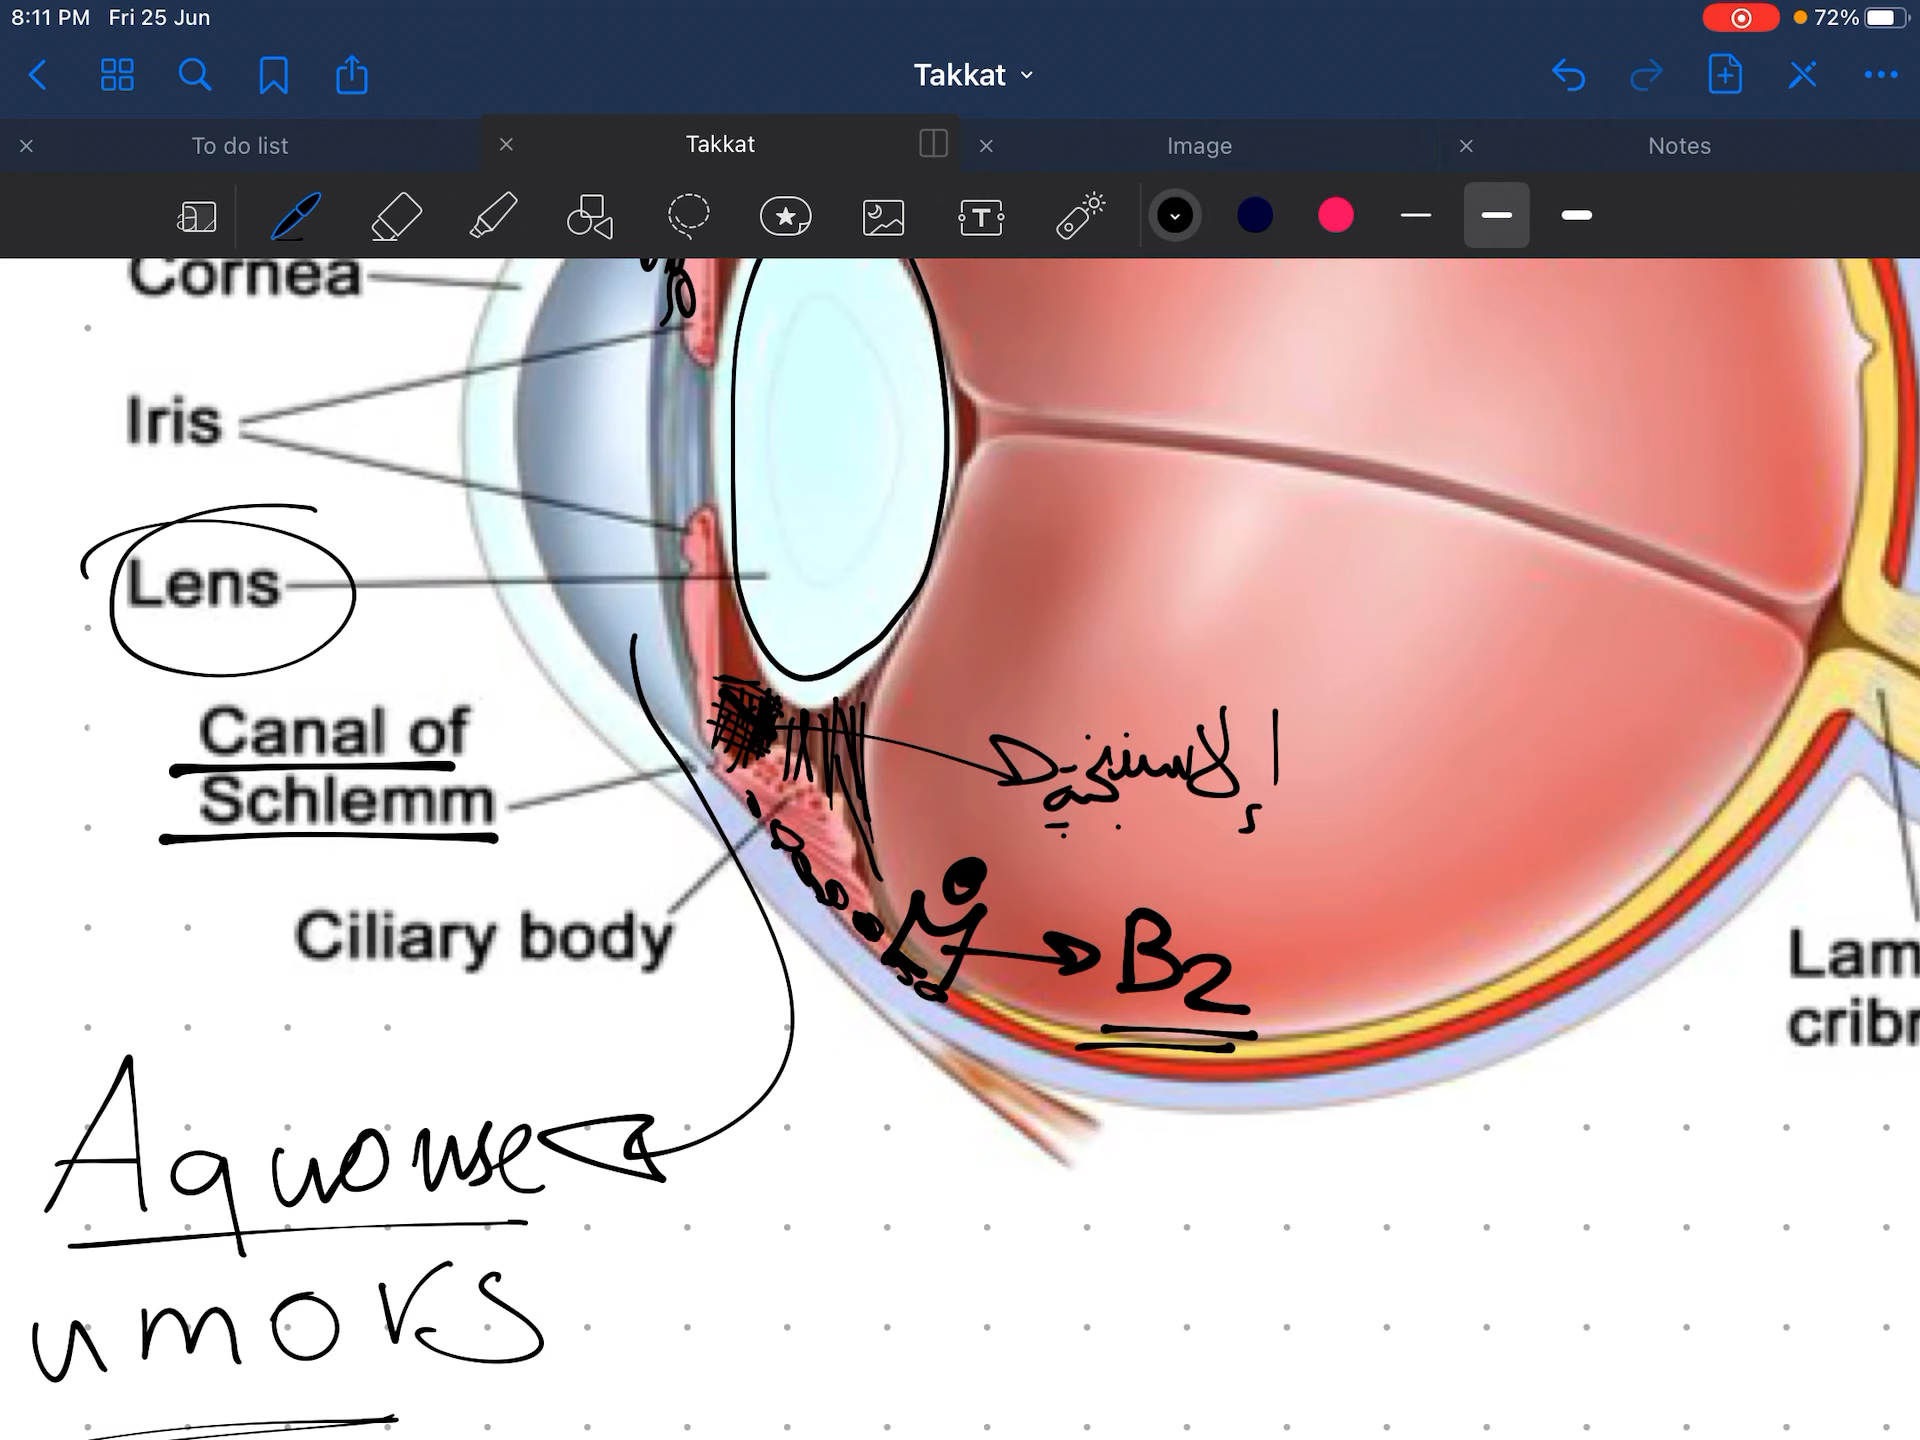 8:11 PM Fri 25 Jun
72%
Takkat
To do list
Takkat
Image
Notes
Cornea
Iris
Lens
Canal of
Schlemm
Ciliary body
B2
Lam
cribr
Aquouse
umors